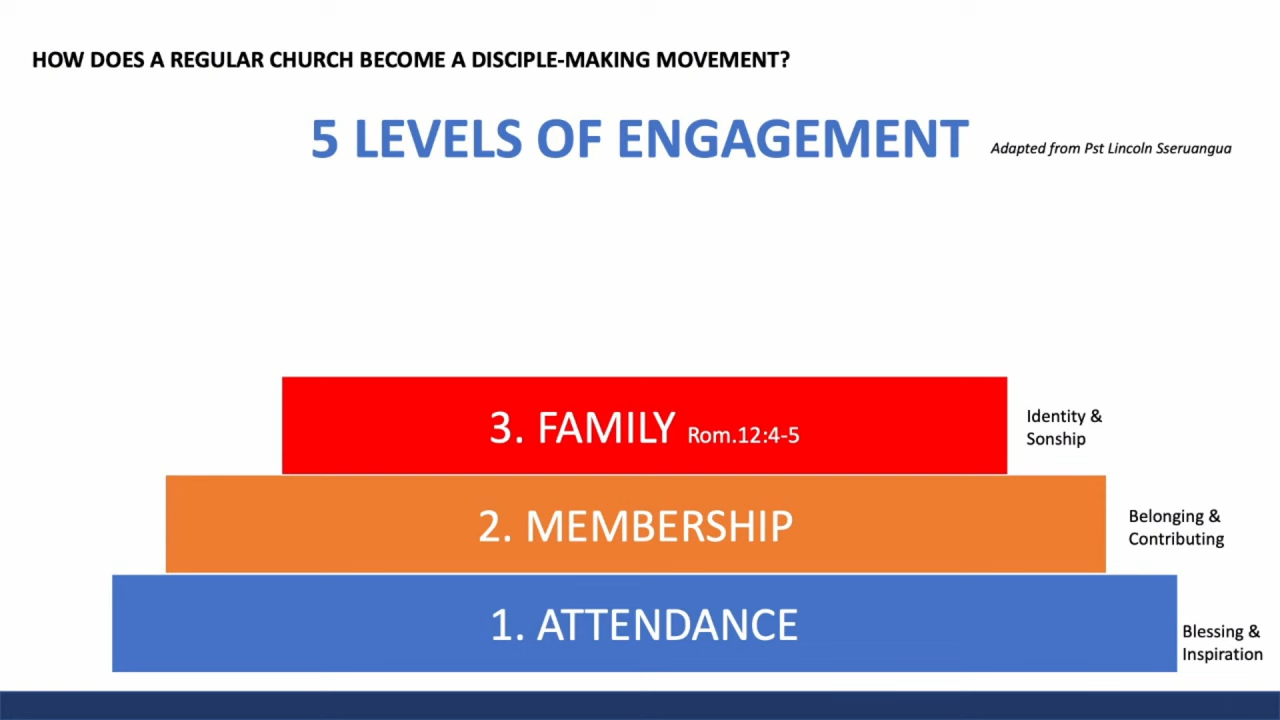 HOW DOES A REGULAR CHURCH BECOME A DISCIPLE-MAKING MOVEMENT?
5 LEVELS OF ENGAGEMENT
Adapted from Pst Lincoln Sseruangua
3. FAMILY Rom.12:4-5
Identity &
Sonship
2. MEMBERSHIP
Belonging &
Contributing
1. ATTENDANCE
Blessing &
Inspiration